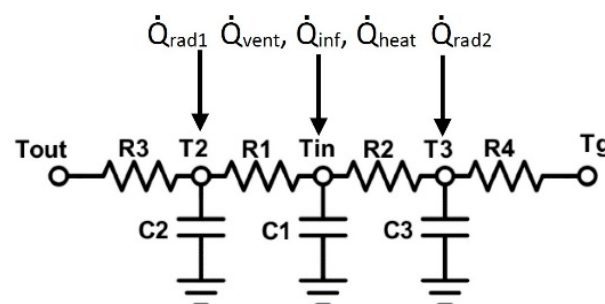 Q̇rad1 Q̇vent, Q̇inf, Q̇heat Q̇rad2
Tout R3 T2 R1 Tin R2 T3 R4 Tg
C2 C1 C3